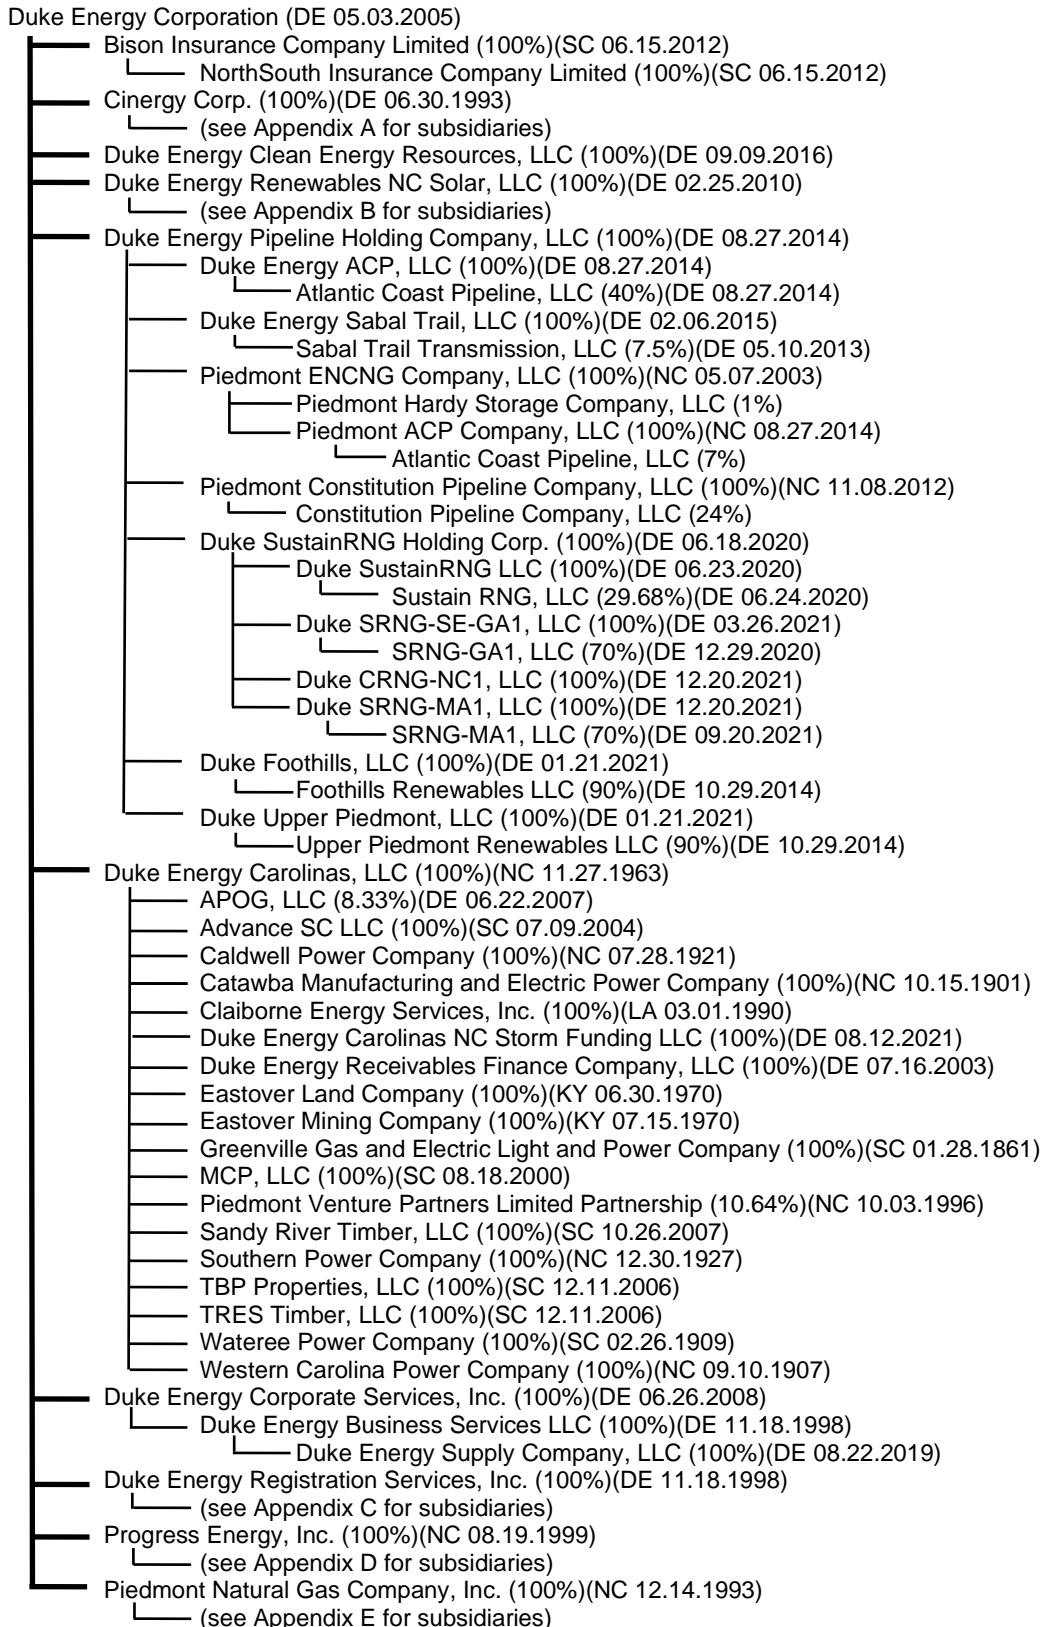 Duke Energy Corporation (DE 05.03.2005)
Bison Insurance Company Limited (100%)(SC 06.15.2012)
NorthSouth Insurance Company Limited (100%)(SC 06.15.2012)
Cinergy Corp. (100%)(DE 06.30.1993)
(see Appendix A for subsidiaries)
Duke Energy Clean Energy Resources, LLC (100%)(DE 09.09.2016)
Duke Energy Renewables NC Solar, LLC (100%)(DE 02.25.2010)
(see Appendix B for subsidiaries)
Duke Energy Pipeline Holding Company, LLC (100%)(DE 08.27.2014)
Duke Energy ACP, LLC (100%)(DE 08.27.2014)
Atlantic Coast Pipeline, LLC (40%)(DE 08.27.2014)
Duke Energy Sabal Trail, LLC (100%)(DE 02.06.2015)
Sabal Trail Transmission, LLC (7.5%)(DE 05.10.2013)
Piedmont ENCNG Company, LLC (100%)(NC 05.07.2003)
Piedmont Hardy Storage Company, LLC (1%)
Piedmont ACP Company, LLC (100%)(NC 08.27.2014)
Atlantic Coast Pipeline, LLC (7%)
Piedmont Constitution Pipeline Company, LLC (100%)(NC 11.08.2012)
Constitution Pipeline Company, LLC (24%)
Duke SustainRNG Holding Corp. (100%)(DE 06.18.2020)
Duke SustainRNG LLC (100%)(DE 06.23.2020)
Sustain RNG, LLC (29.68%)(DE 06.24.2020)
Duke SRNG-SE-GA1, LLC (100%)(DE 03.26.2021)
SRNG-GA1, LLC (70%)(DE 12.29.2020)
Duke CRNG-NC1, LLC (100%)(DE 12.20.2021)
Duke SRNG-MA1, LLC (100%)(DE 12.20.2021)
SRNG-MA1, LLC (70%)(DE 09.20.2021)
Duke Foothills, LLC (100%)(DE 01.21.2021)
Foothills Renewables LLC (90%)(DE 10.29.2014)
Duke Upper Piedmont, LLC (100%)(DE 01.21.2021)
Upper Piedmont Renewables LLC (90%)(DE 10.29.2014)
Duke Energy Carolinas, LLC (100%)(NC 11.27.1963)
APOG, LLC (8.33%)(DE 06.22.2007)
Advance SC LLC (100%)(SC 07.09.2004)
Caldwell Power Company (100%)(NC 07.28.1921)
Catawba Manufacturing and Electric Power Company (100%)(NC 10.15.1901)
Claiborne Energy Services, Inc. (100%)(LA 03.01.1990)
Duke Energy Carolinas NC Storm Funding LLC (100%)(DE 08.12.2021)
Duke Energy Receivables Finance Company, LLC (100%)(DE 07.16.2003)
Eastover Land Company (100%)(KY 06.30.1970)
Eastover Mining Company (100%)(KY 07.15.1970)
Greenville Gas and Electric Light and Power Company (100%)(SC 01.28.1861)
MCP, LLC (100%)(SC 08.18.2000)
Piedmont Venture Partners Limited Partnership (10.64%)(NC 10.03.1996)
Sandy River Timber, LLC (100%)(SC 10.26.2007)
Southern Power Company (100%)(NC 12.30.1927)
TBP Properties, LLC (100%)(SC 12.11.2006)
TRES Timber, LLC (100%)(SC 12.11.2006)
Wateree Power Company (100%)(SC 02.26.1909)
Western Carolina Power Company (100%)(NC 09.10.1907)
Duke Energy Corporate Services, Inc. (100%)(DE 06.26.2008)
Duke Energy Business Services LLC (100%)(DE 11.18.1998)
Duke Energy Supply Company, LLC (100%)(DE 08.22.2019)
Duke Energy Registration Services, Inc. (100%)(DE 11.18.1998)
(see Appendix C for subsidiaries)
Progress Energy, Inc. (100%)(NC 08.19.1999)
(see Appendix D for subsidiaries)
Piedmont Natural Gas Company, Inc. (100%)(NC 12.14.1993)
(see Appendix E for subsidiaries)